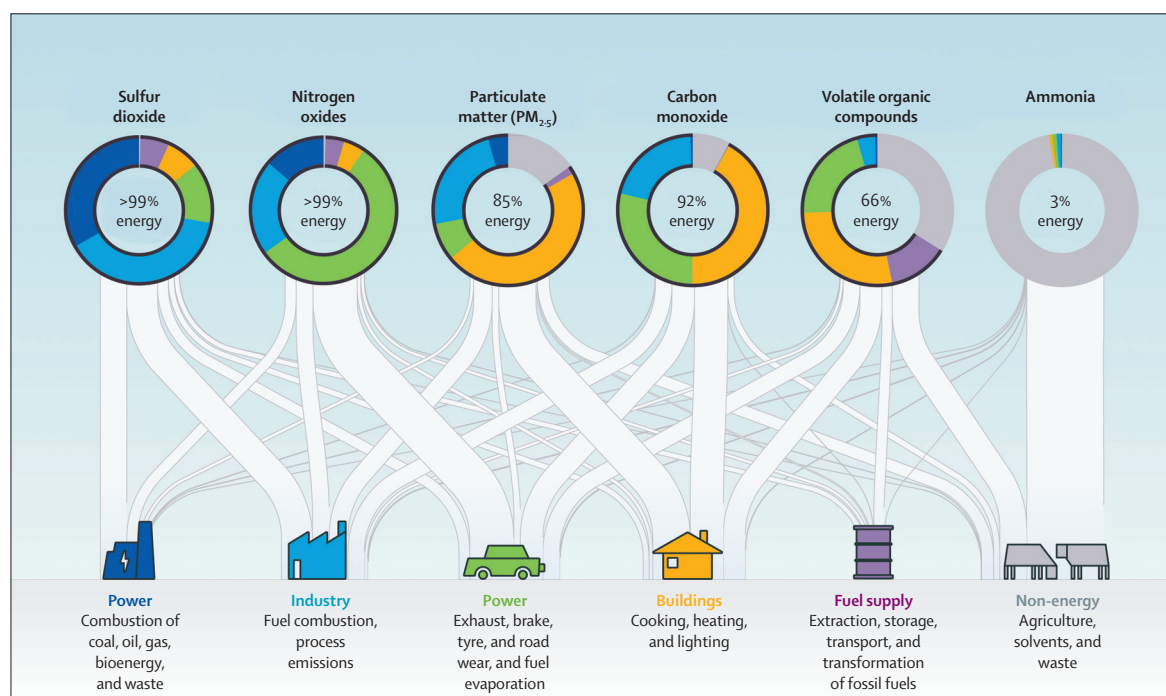 Sulfur
dioxide
Nitrogen
oxides
Particulate
matter (PM2·5)
Carbon
monoxide
Volatile organic
compounds
Ammonia
>99%
energy
>99%
energy
85%
energy
92%
energy
66%
energy
3%
energy
Power
Combustion of
coal, oil, gas,
bioenergy,
and waste
Industry
Fuel combustion,
process
emissions
Power
Exhaust, brake,
tyre, and road
wear, and fuel
evaporation
Buildings
Cooking, heating,
and lighting
Fuel supply
Extraction, storage,
transport, and
transformation
of fossil fuels
Non-energy
Agriculture,
solvents, and
waste